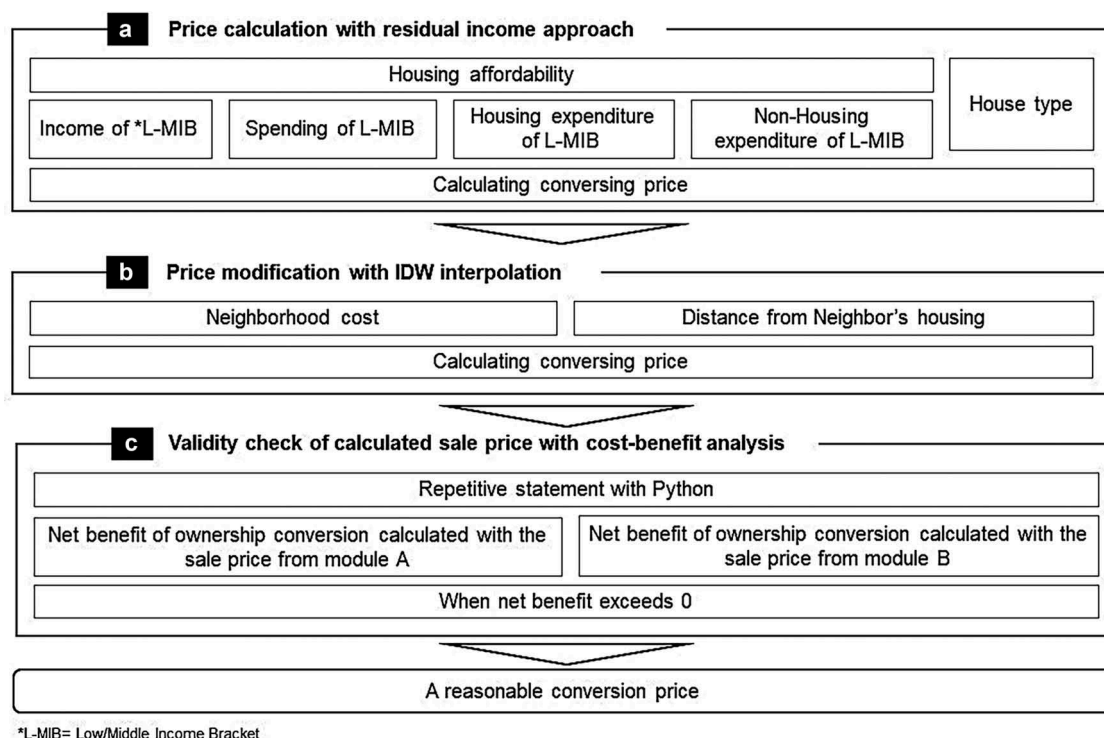 a Price calculation with residual income approach
Housing affordability
House type
Income of *L-MIB
Spending of L-MIB
Housing expenditure
of L-MIB
Non-Housing
expenditure of L-MIB
Calculating conversing price
b Price modification with IDW interpolation
Neighborhood cost
Distance from Neighbor's housing
Calculating conversing price
c Validity check of calculated sale price with cost-benefit analysis
Repetitive statement with Python
Net benefit of ownership conversion calculated with the
sale price from module A
Net benefit of ownership conversion calculated with the
sale price from module B
When net benefit exceeds 0
A reasonable conversion price
*L-MIB= Low/Middle Income Bracket